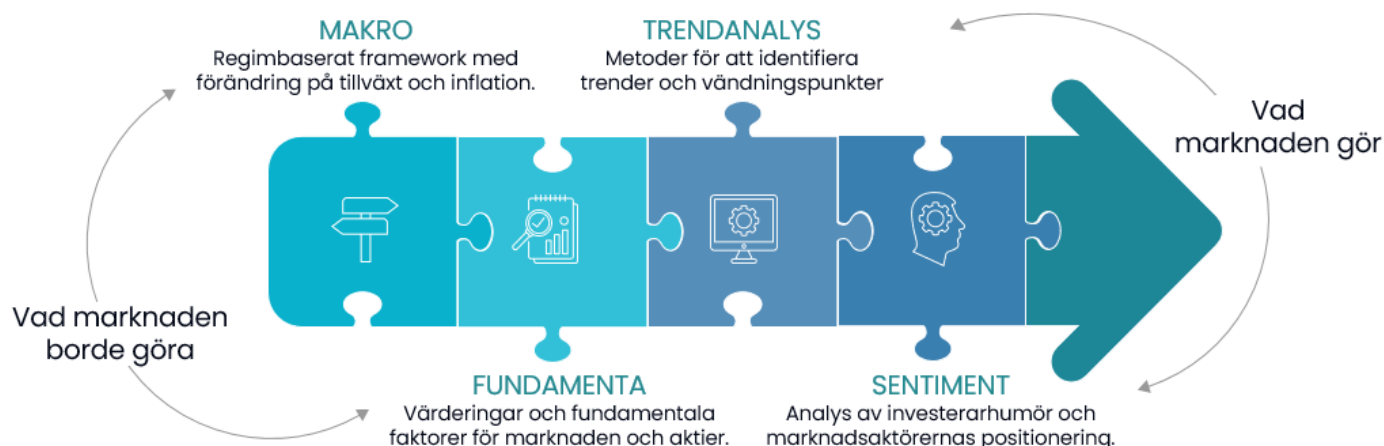 MAKRO
Regimbaserat framework med
förändring på tillväxt och inflation.
TRENDANALYS
Metoder för att identifiera
trender och vändningspunkter
Vad
marknaden gör
Vad marknaden
borde göra
FUNDAMENTA
Värderingar och fundamentala
faktorer för marknaden och aktier.
SENTIMENT
Analys av investerarhumör och
marknadsaktörernas positionering.